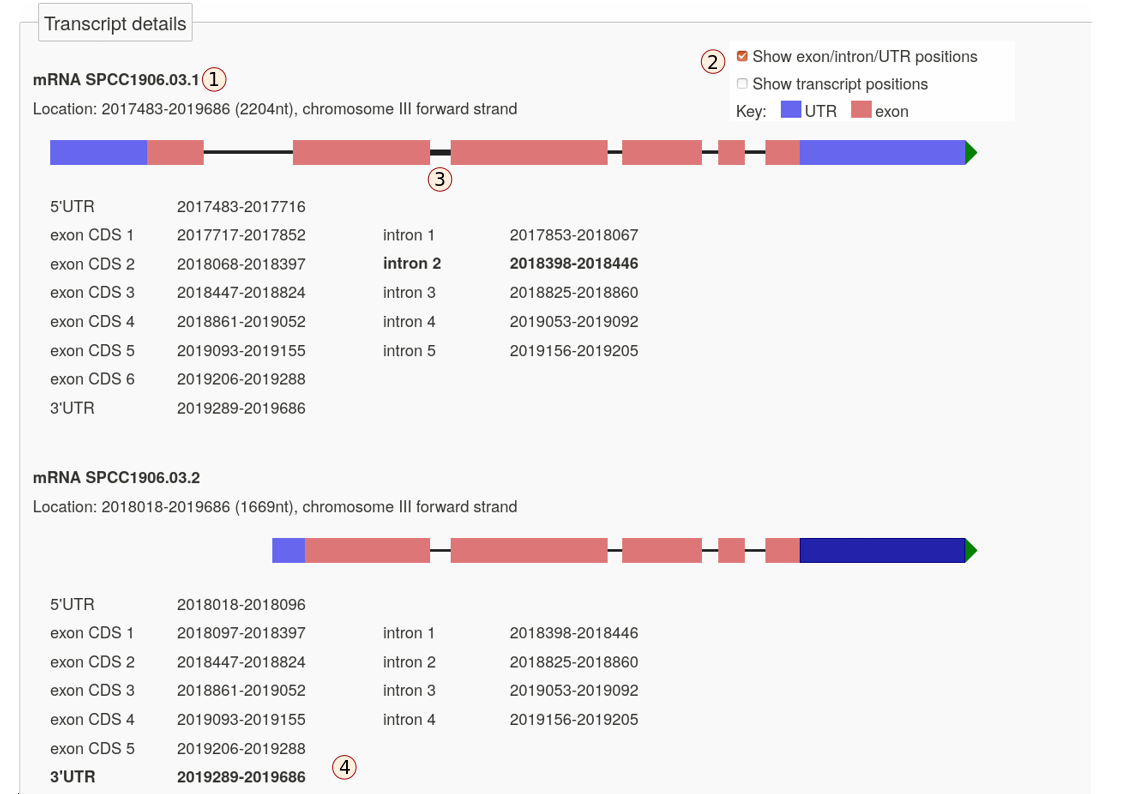 Transcript details
mRNA SPCC1906.03.1 1
2 Show exon/intron/UTR positions
Show transcript positions
Key: UTR exon
Location: 2017483-2019686 (2204nt), chromosome III forward strand
3
5'UTR 2017483-2017716
exon CDS 1 2017717-2017852 intron 1 2017853-2018067
exon CDS 2 2018068-2018397 intron 2 2018398-2018446
exon CDS 3 2018447-2018824 intron 3 2018825-2018860
exon CDS 4 2018861-2019052 intron 4 2019053-2019092
exon CDS 5 2019093-2019155 intron 5 2019156-2019205
exon CDS 6 2019206-2019288
3'UTR 2019289-2019686
mRNA SPCC1906.03.2
Location: 2018018-2019686 (1669nt), chromosome III forward strand
5'UTR 2018018-2018096
exon CDS 1 2018097-2018397 intron 1 2018398-2018446
exon CDS 2 2018447-2018824 intron 2 2018825-2018860
exon CDS 3 2018861-2019052 intron 3 2019053-2019092
exon CDS 4 2019093-2019155 intron 4 2019156-2019205
exon CDS 5 2019206-2019288
3'UTR 2019289-2019686 4